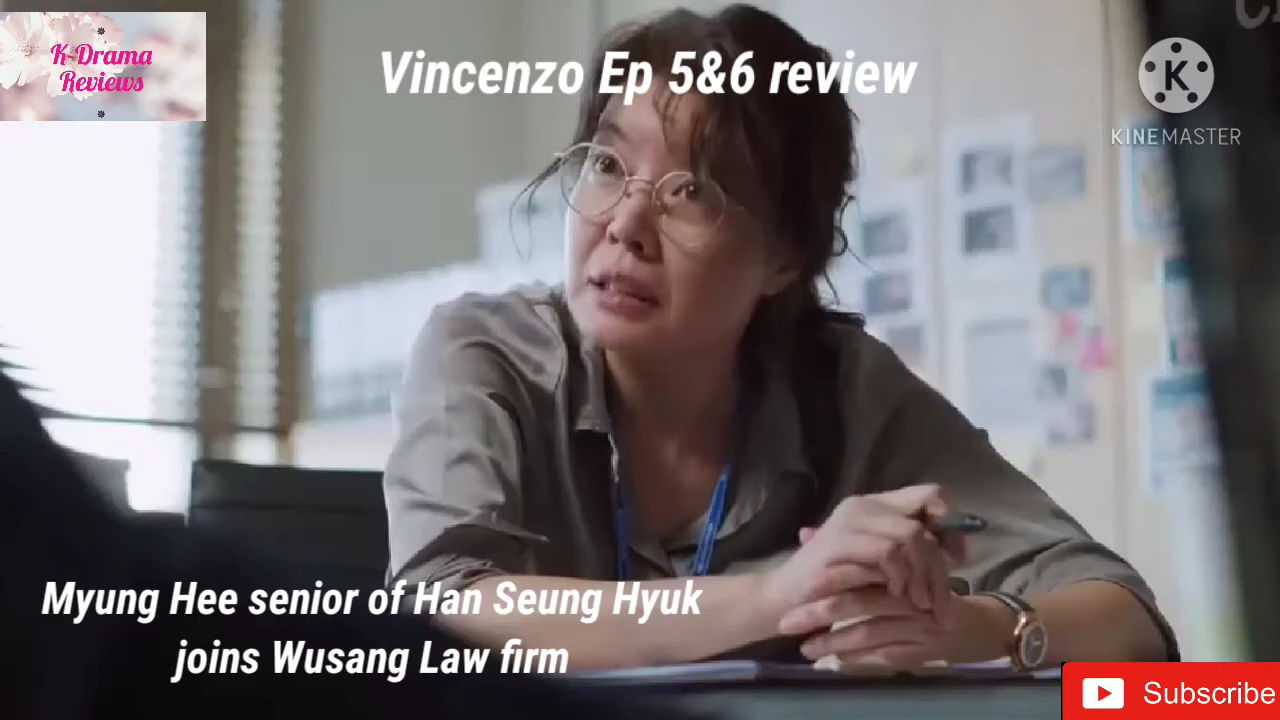 K-Drama
Reviews
Vincenzo Ep 5&6 review
KINEMASTER
Myung Hee senior of Han Seung Hyuk
joins Wusang Law firm
Subscribe